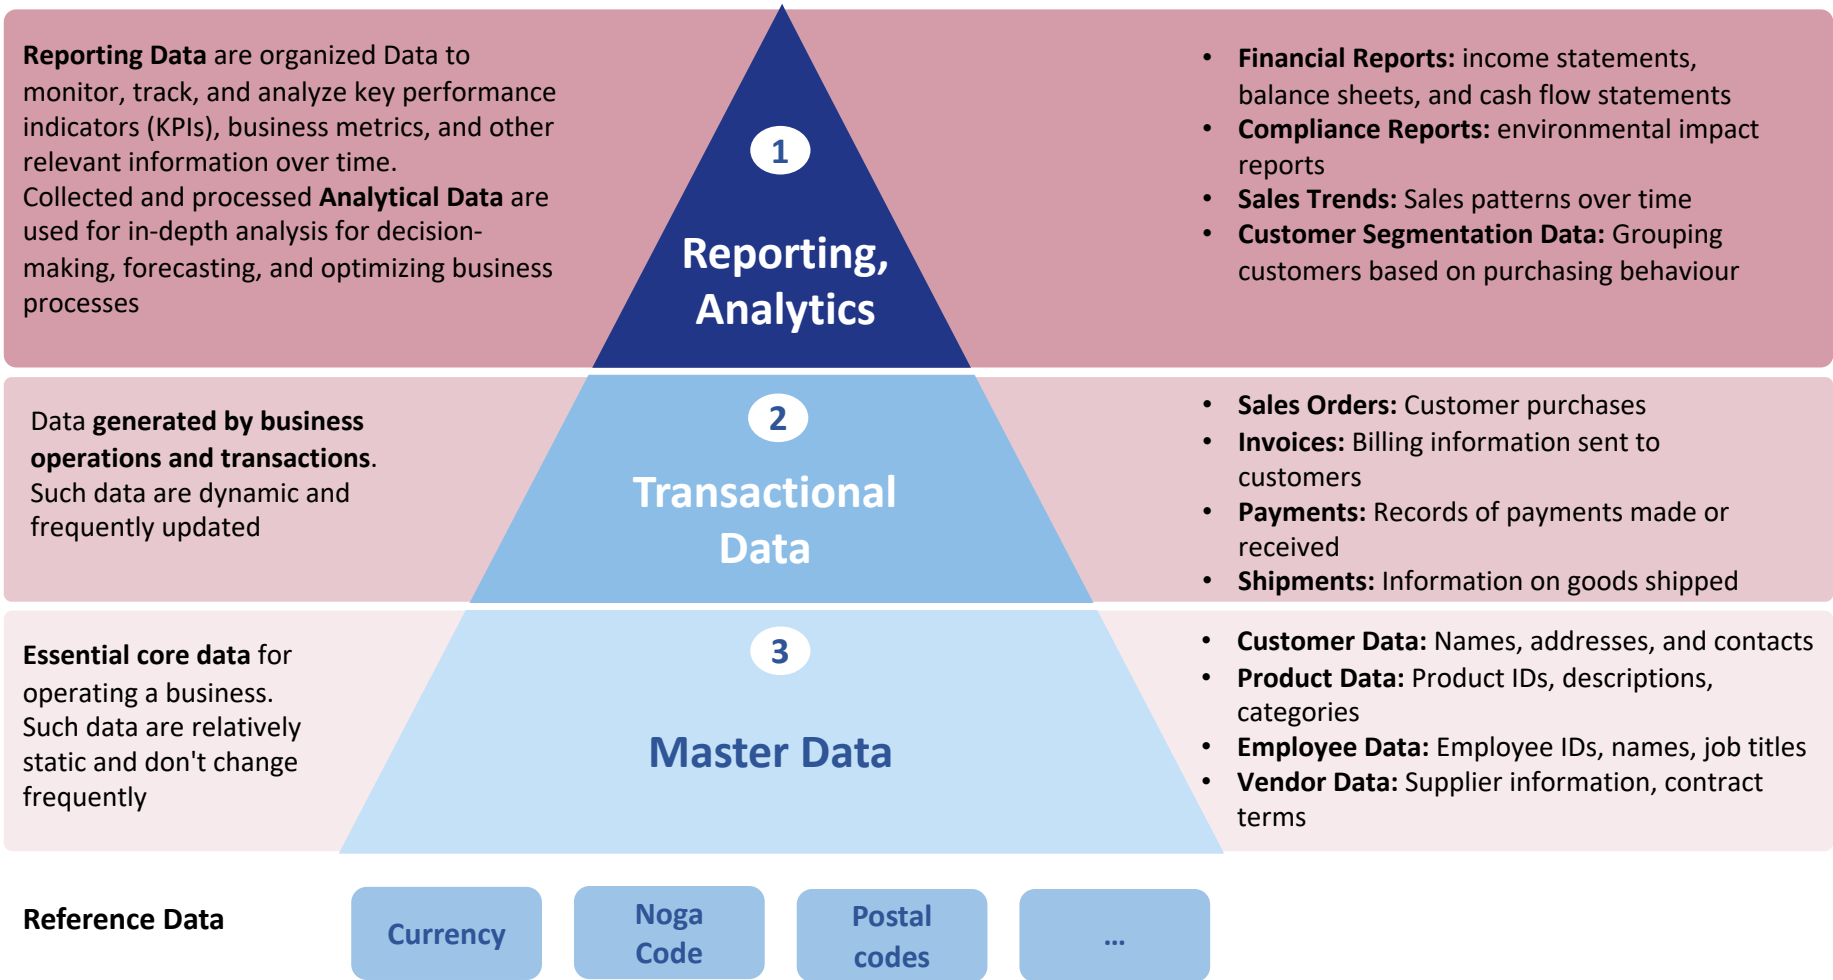 Reporting Data are organized Data to
monitor, track, and analyze key performance
indicators (KPIs), business metrics, and other
relevant information over time.
Collected and processed Analytical Data are
used for in-depth analysis for decision-
making, forecasting, and optimizing business
processes
1
Reporting,
Analytics
• Financial Reports: income statements,
balance sheets, and cash flow statements
• Compliance Reports: environmental impact
reports
• Sales Trends: Sales patterns over time
• Customer Segmentation Data: Grouping
customers based on purchasing behaviour
Data generated by business
operations and transactions.
Such data are dynamic and
frequently updated
2
Transactional
Data
• Sales Orders: Customer purchases
• Invoices: Billing information sent to
customers
• Payments: Records of payments made or
received
• Shipments: Information on goods shipped
Essential core data for
operating a business.
Such data are relatively
static and don't change
frequently
3
Master Data
• Customer Data: Names, addresses, and contacts
• Product Data: Product IDs, descriptions,
categories
• Employee Data: Employee IDs, names, job titles
• Vendor Data: Supplier information, contract
terms
Reference Data
Currency
Noga
Code
Postal
codes
...